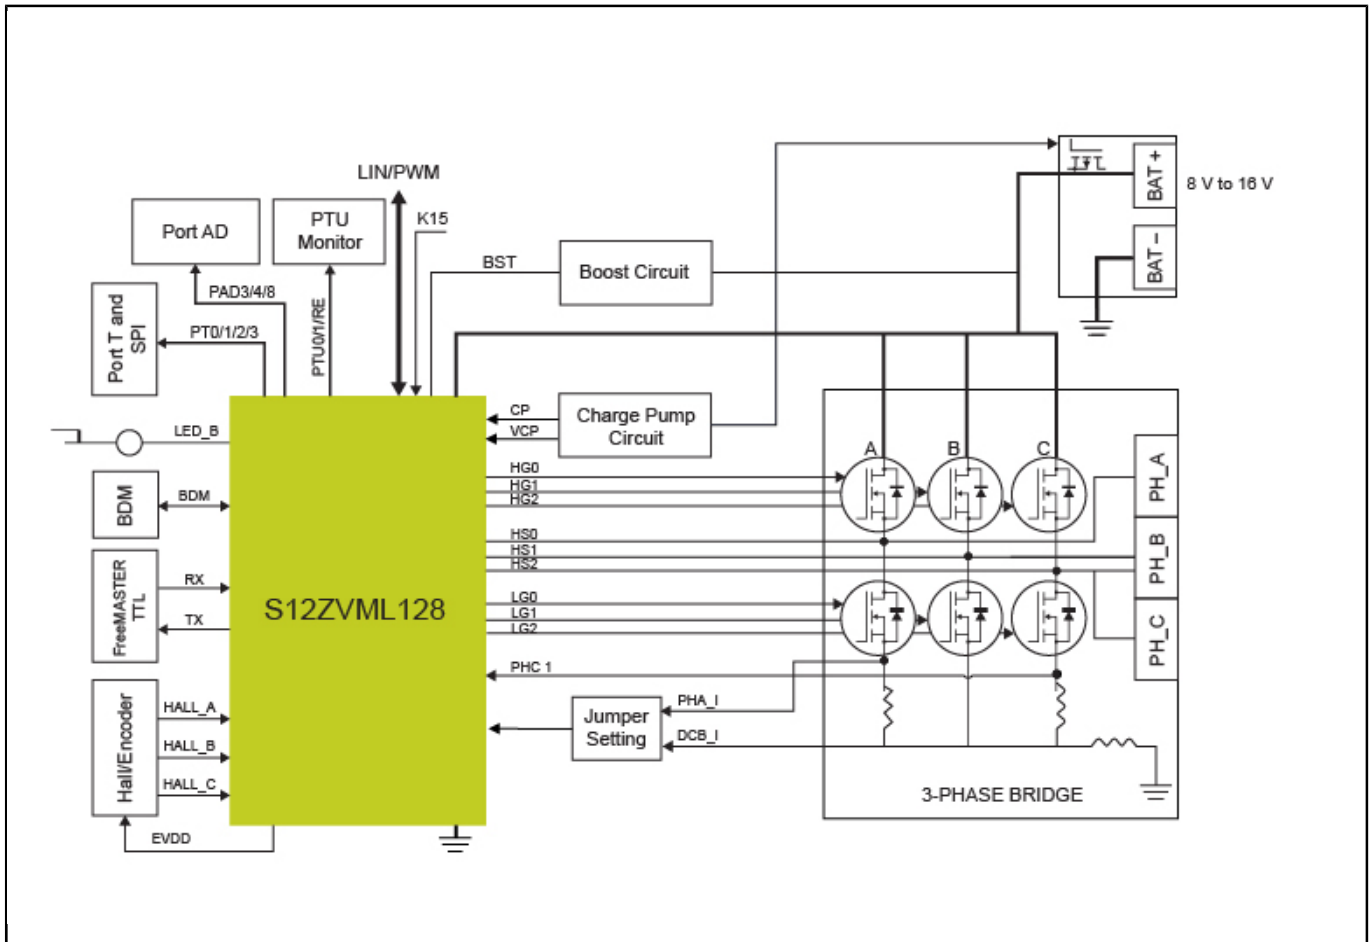 LIN/PWM
K15
Port AD
PTU
Monitor
BAT +
8 V to 16 V
BAT –
BST
Boost Circuit
PAD3/4/8
Port T and
SPI
PT0/1/2/3
PTU0/1/RE
CP
VCP
Charge Pump
Circuit
LED_B
A
B
C
PH_A
HG0
HG1
HG2
BDM
BDM
HS0
HS1
HS2
PH_B
FreeMASTER
TTL
RX
TX
S12ZVML128
LG0
LG1
LG2
PH_C
PHC 1
Hall/Encoder
HALL_A
HALL_B
HALL_C
Jumper
Setting
PHA_I
DCB_I
3-PHASE BRIDGE
EVDD